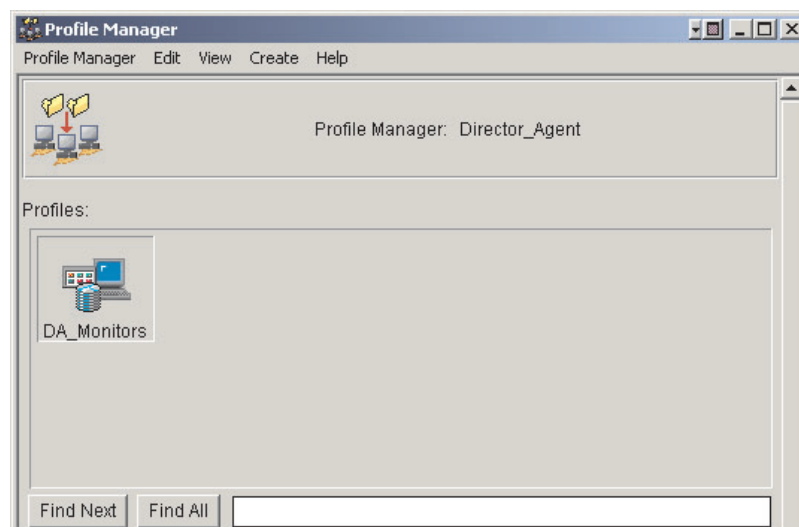 Profile Manager
Profile Manager Edit View Create Help
Profile Manager: Director_Agent
Profiles:
DA_Monitors
Find Next Find All